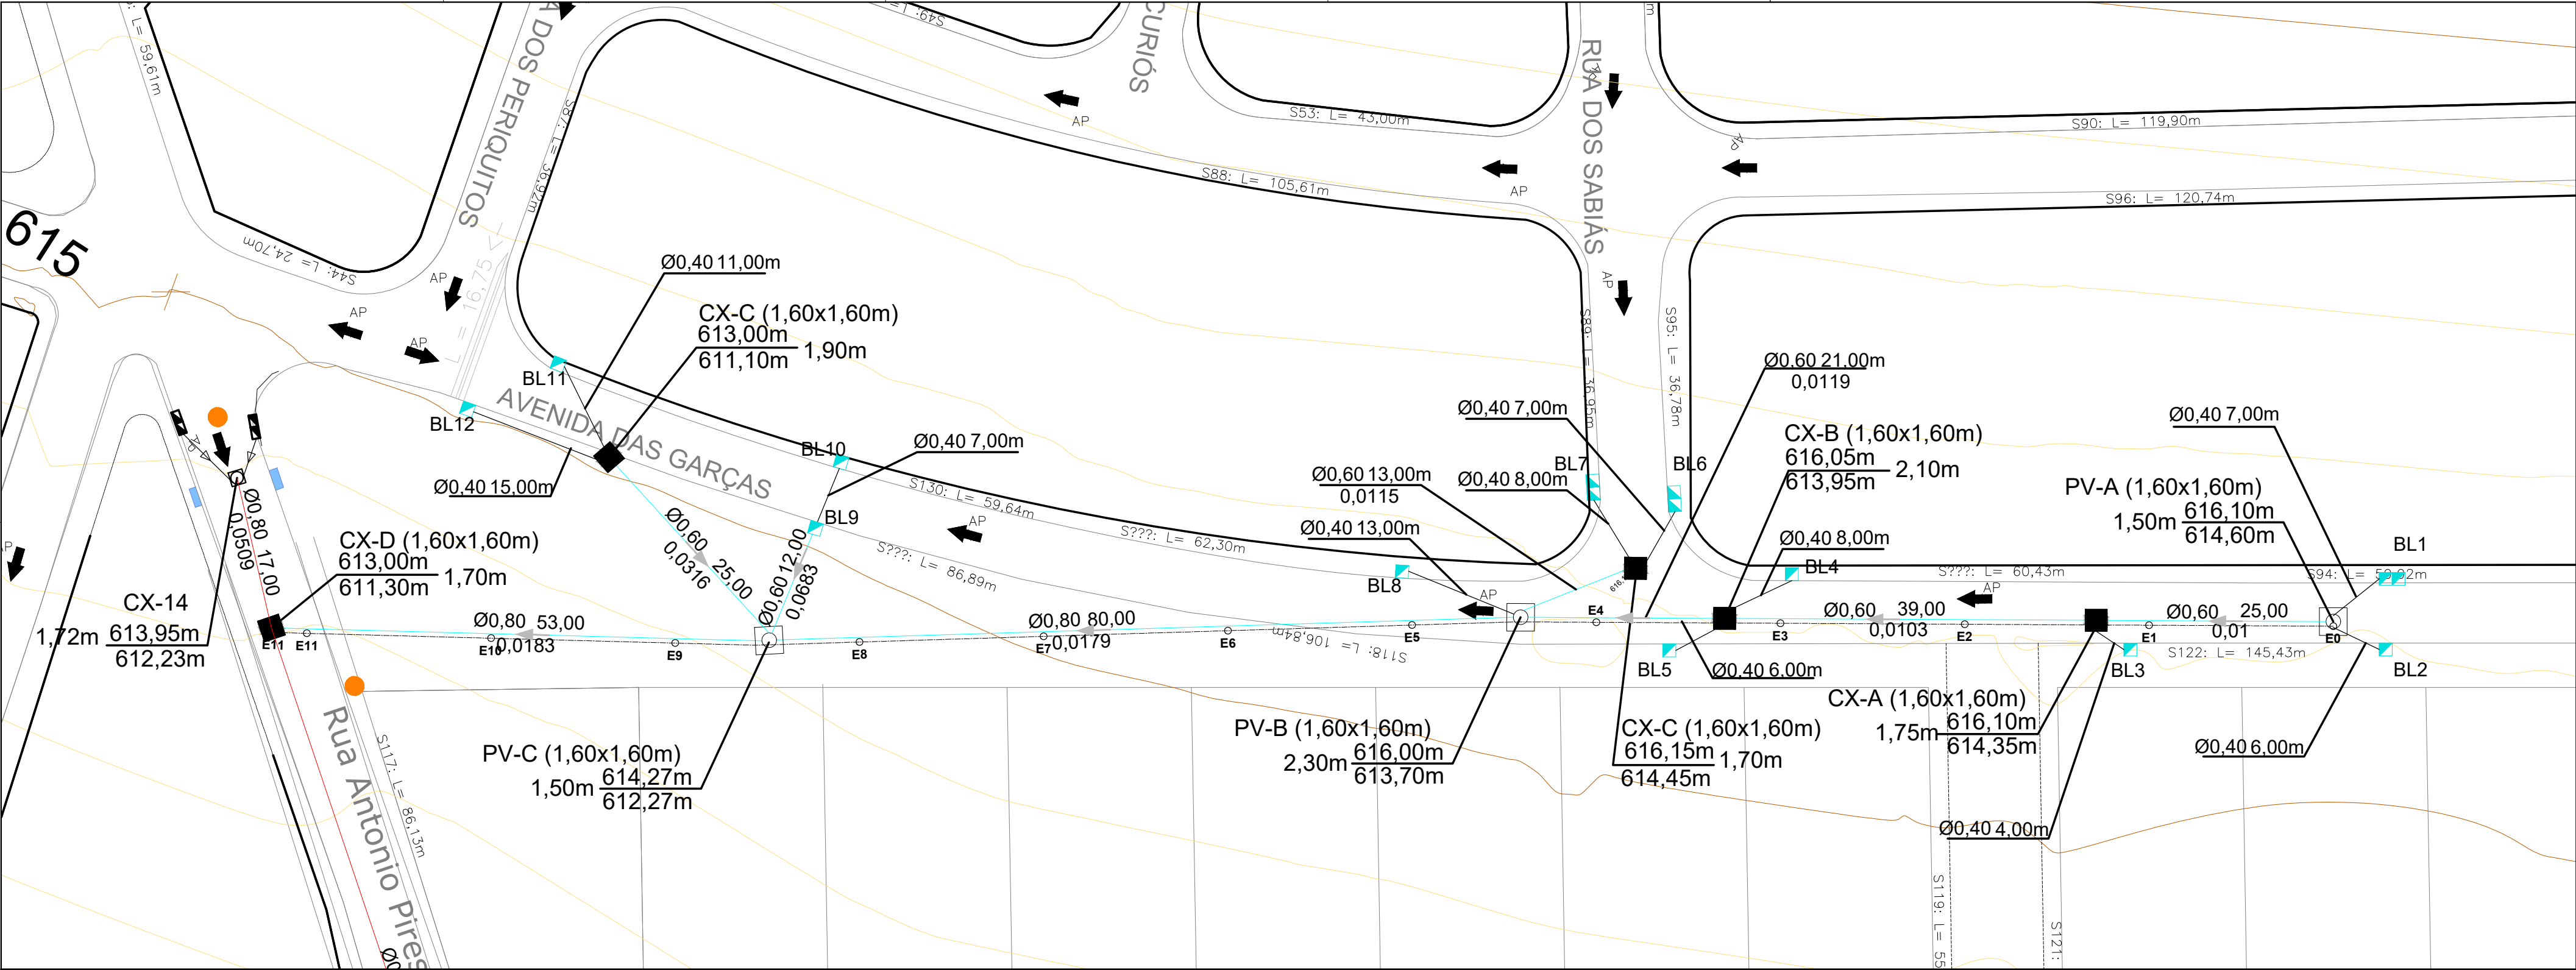 S49: L=
CURIÓS
A DOS PERIQUITOS
RUA DOS SABIÁS
L= 59,61m
S87: L= 36,92m
S53: L= 43,00m
S90: L= 119,90m
S88: L= 105,61m
S96: L= 120,74m
AP
AP
AP
AP
AP
AP
AP
AP
AP
AP
AP
AP
AP
615
S44: L= 24,70m
L = 16,75
Ø0,40 11,00m
CX-C (1,60x1,60m)
613,00m
611,10m
1,90m
S89: L= 36,95m
S95: L= 36,78m
Ø0,60 21,00m
0,0119
BL11
BL12
AVENIDA DAS GARÇAS
BL10
Ø0,40 7,00m
Ø0,40 7,00m
Ø0,40 7,00m
CX-B (1,60x1,60m)
616,05m
613,95m
2,10m
Ø0,40 15,00m
S130: L= 59,64m
Ø0,60 13,00m
0,0115
BL7
BL6
Ø0,40 8,00m
PV-A (1,60x1,60m)
1,50m
616,10m
614,60m
BL9
Ø0,40 13,00m
Ø0,40 8,00m
BL1
Ø0,80 17,00
0,0509
CX-D (1,60x1,60m)
613,00m
611,30m
1,70m
Ø0,60 25,00
0,0316
Ø0,60 12,00
0,0683
S???: L= 86,89m
S???: L= 62,30m
BL8
BL4
S???: L= 60,43m
CX-14
1,72m
613,95m
612,23m
Ø0,80 53,00
0,0183
Ø0,80 80,00
0,0179
Ø0,60 39,00
0,0103
Ø0,60 25,00
0,01
E11
E11
E10
E9
E8
E7
E6
E5
E4
E3
E2
E1
E0
S118: L= 106,84m
S122: L= 145,43m
BL5
Ø0,40 6,00m
BL3
BL2
Rua Antonio Pires
S117: L= 86,13m
PV-C (1,60x1,60m)
1,50m
614,27m
612,27m
PV-B (1,60x1,60m)
2,30m
616,00m
613,70m
CX-C (1,60x1,60m)
616,15m
614,45m
1,70m
CX-A (1,60x1,60m)
1,75m
616,10m
614,35m
Ø0,40 6,00m
Ø0,40 4,00m
S119: L= 55
S121: